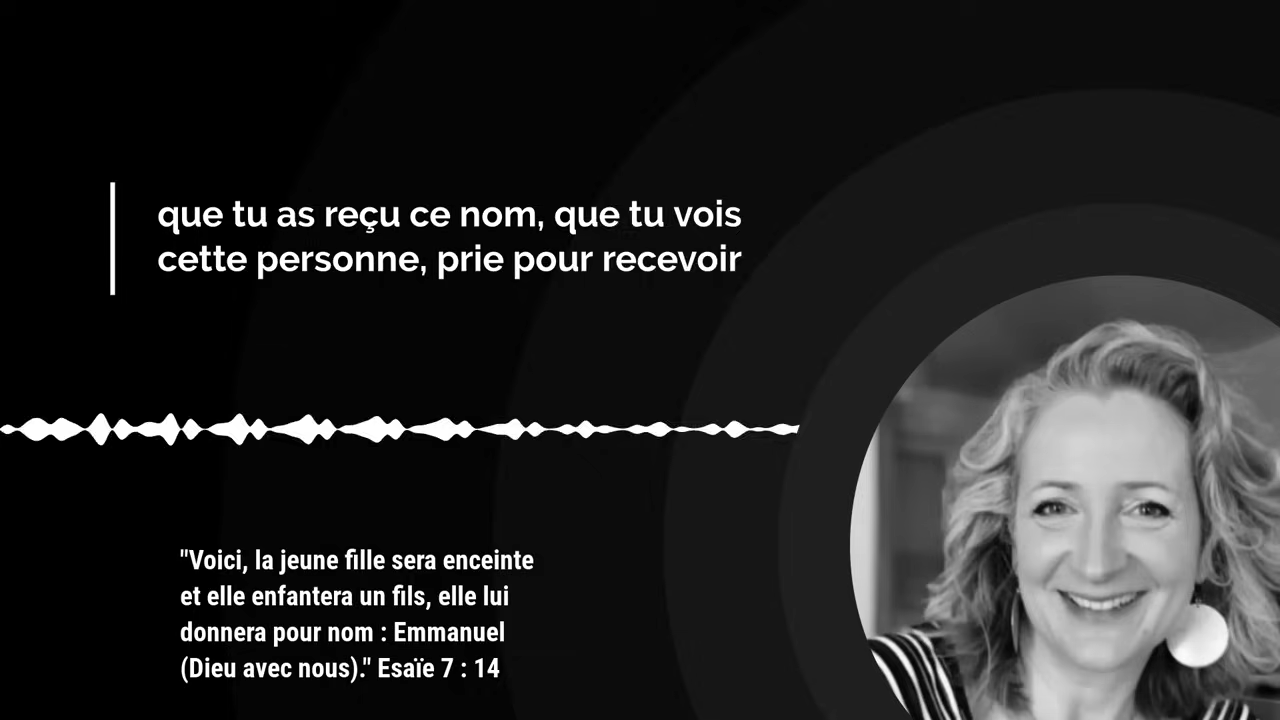 que tu as reçu ce nom, que tu vois
cette personne, prie pour recevoir
"Voici, la jeune fille sera enceinte
et elle enfantera un fils, elle lui
donnera pour nom : Emmanuel
(Dieu avec nous)." Esaïe 7 : 14